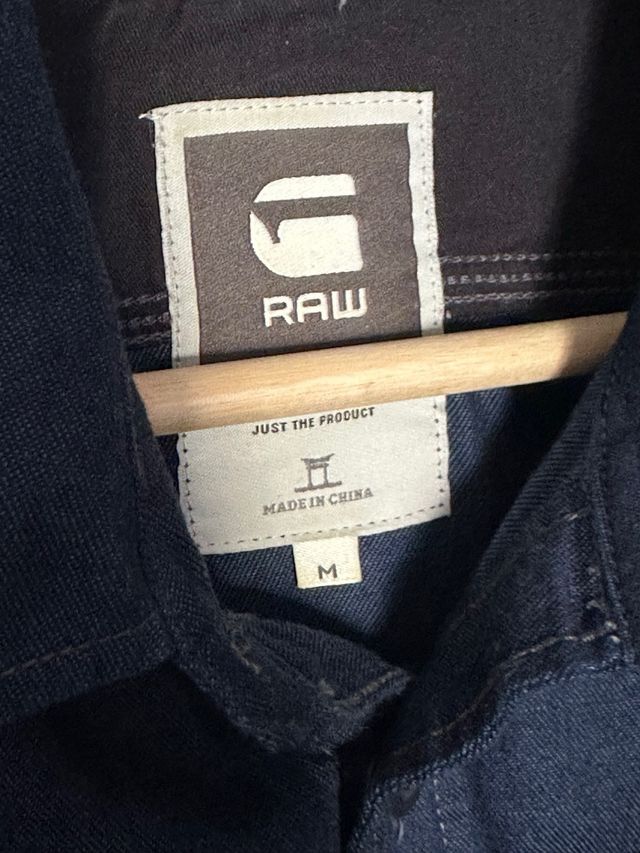 RAW
JUST THE PRODUCT
MADE IN CHINA
M